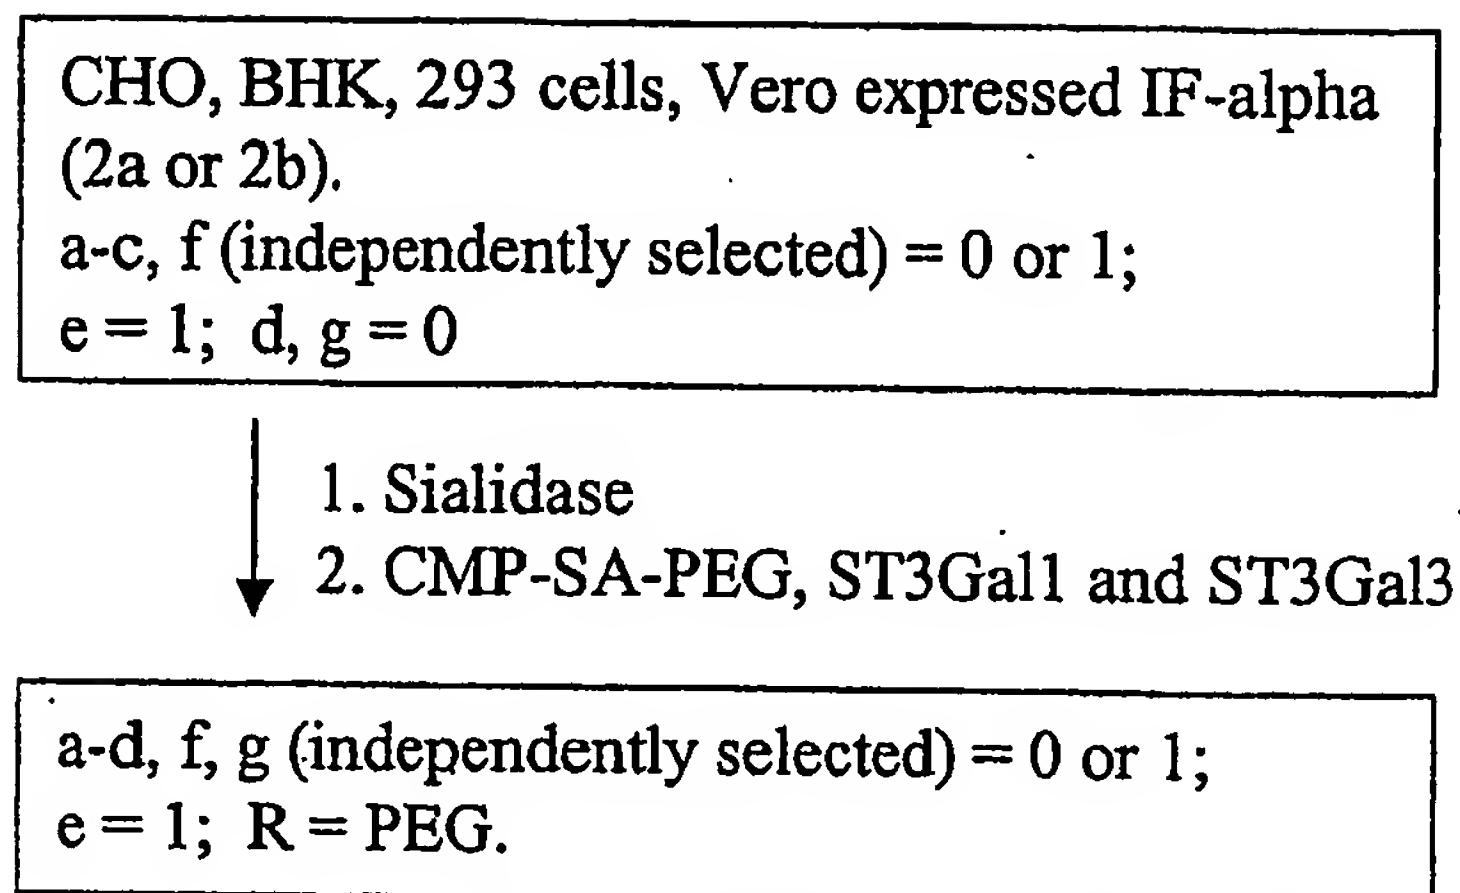 CHO, BHK, 293 cells, Vero expressed IF-alpha
(2a or 2b).
a-c, f (independently selected) = 0 or 1;
e = 1; d, g = 0
1. Sialidase
2. CMP-SA-PEG, ST3Gal1 and ST3Gal3
a-d, f, g (independently selected) = 0 or 1;
e = 1; R = PEG.